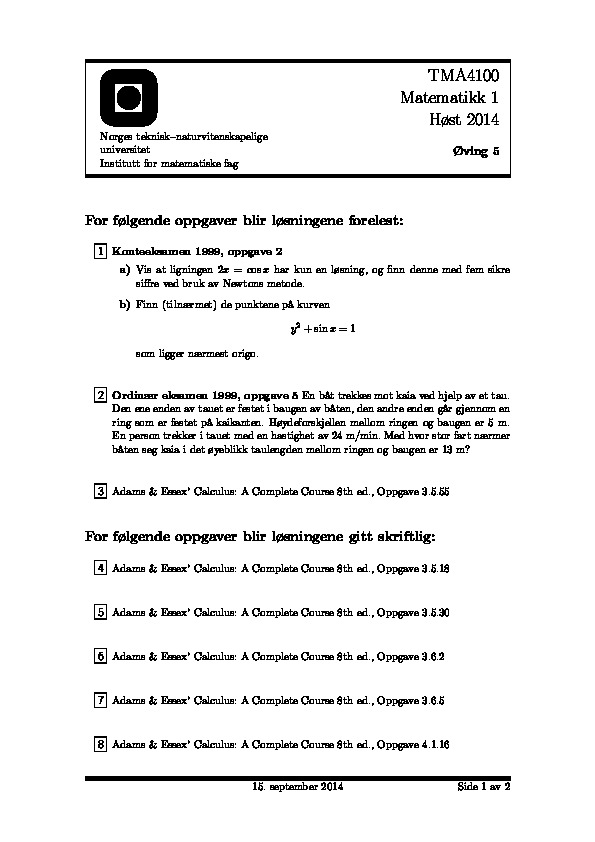 TMA4100
Matematikk 1
Høst 2014
Norges teknisk–naturvitenskapelige
universitet
Institutt for matematiske fag
Øving 5
For følgende oppgaver blir løsningene forelest:
1 Konteeksamen 1999, oppgave 2
a) Vis at ligningen 2x = cos x har kun en løsning, og finn denne med fem sikre
siffre ved bruk av Newtons metode.
b) Finn (tilnærmet) de punktene på kurven
y² + sin x = 1
som ligger nærmest origo.
2 Ordinær eksamen 1999, oppgave 5 En båt trekkes mot kaia ved hjelp av et tau.
Den ene enden av tauet er festet i baugen av båten, den andre enden går gjennom en
ring som er festet på kaikanten. Høydeforskjellen mellom ringen og baugen er 5 m.
En person trekker i tauet med en hastighet av 24 m/min. Med hvor stor fart nærmer
båten seg kaia i det øyeblikk taulengden mellom ringen og baugen er 13 m?
3 Adams & Essex' Calculus: A Complete Course 8th ed., Oppgave 3.5.55
For følgende oppgaver blir løsningene gitt skriftlig:
4 Adams & Essex' Calculus: A Complete Course 8th ed., Oppgave 3.5.18
5 Adams & Essex' Calculus: A Complete Course 8th ed., Oppgave 3.5.30
6 Adams & Essex' Calculus: A Complete Course 8th ed., Oppgave 3.6.2
7 Adams & Essex' Calculus: A Complete Course 8th ed., Oppgave 3.6.5
8 Adams & Essex' Calculus: A Complete Course 8th ed., Oppgave 4.1.16
15. september 2014 Side 1 av 2